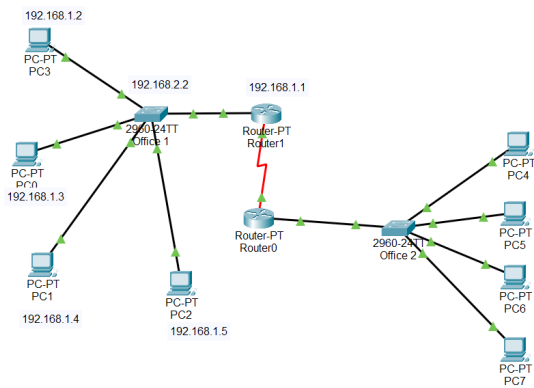 192.168.1.2
PC-PT
PC3
192.168.2.2
2960-24TT
Office 1
192.168.1.1
Router-PT
Router1
PC-PT
PC0
192.168.1.3
PC-PT
PC1
192.168.1.4
PC-PT
PC2
192.168.1.5
Router-PT
Router0
2960-24TT
Office 2
PC-PT
PC4
PC-PT
PC5
PC-PT
PC6
PC-PT
PC7